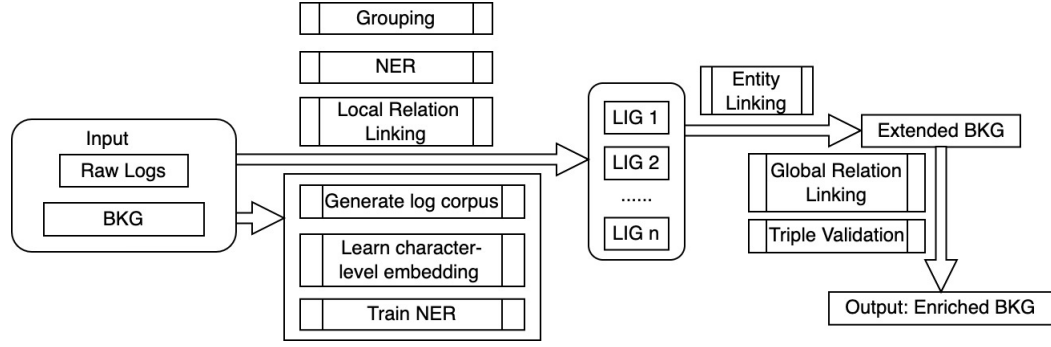 Grouping
NER
Local Relation
Linking
Input
Raw Logs
BKG
Generate log corpus
Learn character-
level embedding
Train NER
LIG 1
LIG 2
......
LIG n
Entity
Linking
Extended BKG
Global Relation
Linking
Triple Validation
Output: Enriched BKG